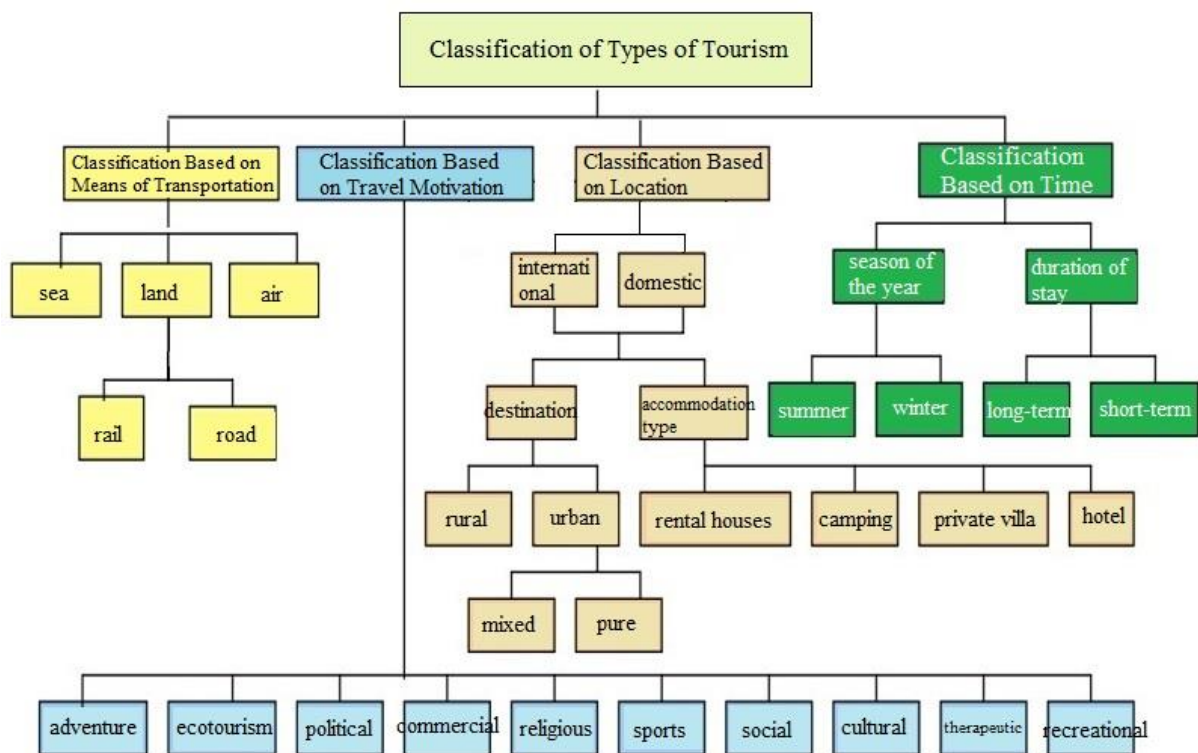 Classification of Types of Tourism
Classification Based on
Means of Transportation
Classification Based
on Travel Motivation
Classification Based
on Location
Classification
Based on Time
sea
land
air
internati
onal
domestic
season of
the year
duration of
stay
rail
road
destination
accommodation
type
summer
winter
long-term
short-term
rural
urban
rental houses
camping
private villa
hotel
mixed
pure
adventure
ecotourism
political
commercial
religious
sports
social
cultural
therapeutic
recreational